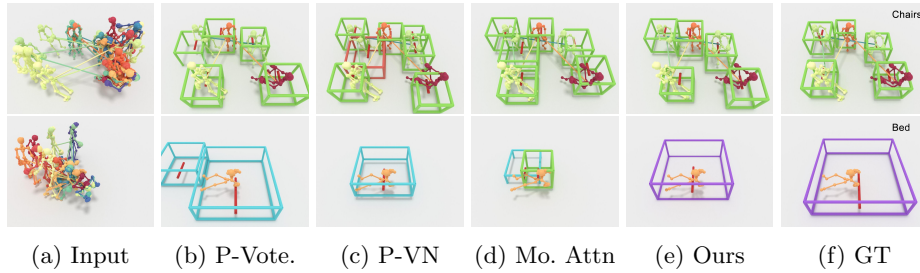 Chairs
Bed
(a) Input (b) P-Vote. (c) P-VN (d) Mo. Attn (e) Ours (f) GT